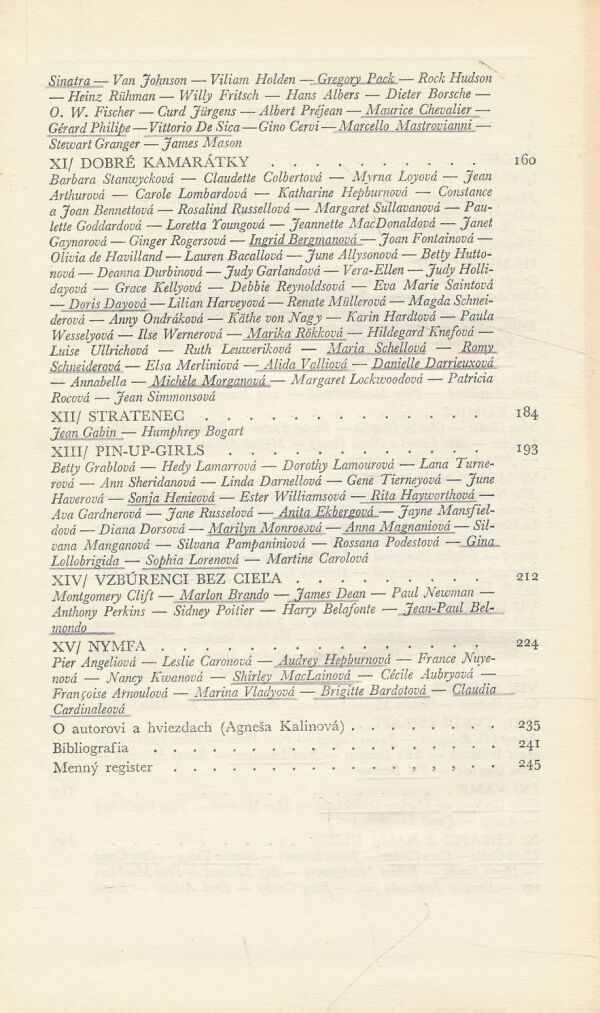 Sinatra — Van Johnson — Viliam Holden — Gregory Pack — Rock Hudson
— Heinz Rühman — Willy Fritsch — Hans Albers — Dieter Borsche —
O. W. Fischer — Curd Jürgens — Albert Préjean — Maurice Chevalier —
Gérard Philipe — Vittorio De Sica — Gino Cervi — Marcello Mastrovianni —
Stewart Granger — James Mason
XI/ DOBRÉ KAMARÁTKY . . . . . . . . . . 160
Barbara Stanwycková — Claudette Colbertová — Myrna Loyová — Jean
Arthurová — Carole Lombardová — Katharine Hepburnová — Constance
a Joan Bennettová — Rosalind Russellová — Margaret Sullavanová — Pau-
lette Goddardová — Loretta Youngová — Jeannette MacDonaldová — Janet
Gaynorová — Ginger Rogersová — Ingrid Bergmanová — Joan Fontainová —
Olivia de Havilland — Lauren Bacallová — June Allysonová — Betty Hutto-
nová — Deanna Durbinová — Judy Garlandová — Vera-Ellen — Judy Holli-
dayová — Grace Kellyová — Debbie Reynoldsová — Eva Marie Saintová
— Doris Dayová — Lilian Harveyová — Renate Müllerová — Magda Schnei-
derová — Anny Ondráková — Käthe von Nagy — Karin Hardtová — Paula
Wesselyová — Ilse Wernerová — Marika Rökková — Hildegard Knefová —
Luise Ullrichová — Ruth Leuweriková — Maria Schellová — Romy
Schneiderová — Elsa Merliniová — Alida Valliová — Danielle Darrieuxová
— Annabella — Michèle Morganová — Margaret Lockwoodová — Patricia
Rocová — Jean Simmonsová
XII/ STRATENEC . . . . . . . . . . . . 184
Jean Gabin — Humphrey Bogart
XIII/ PIN-UP-GIRLS . . . . . . . . . . . 193
Betty Grablová — Hedy Lamarrová — Dorothy Lamourová — Lana Turne-
rová — Ann Sheridanová — Linda Darnellová — Gene Tierneyová — June
Haverová — Sonja Henieová — Ester Williamsová — Rita Hayworthová —
Ava Gardnerová — Jane Russelová — Anita Ekbergová — Jayne Mansfiel-
dová — Diana Dorsová — Marilyn Monroeová — Anna Magnaniová — Sil-
vana Manganová — Silvana Pampaniniová — Rossana Podestová — Gina
Lollobrigida — Sophia Lorenová — Martine Carolová
XIV/ VZBÚRENCI BEZ CIEĽA . . . . . . . . 212
Montgomery Clift — Marlon Brando — James Dean — Paul Newman —
Anthony Perkins — Sidney Poitier — Harry Belafonte — Jean-Paul Bel-
mondo
XV/ NYMFA . . . . . . . . . . . . . . 224
Pier Angeliová — Leslie Caronová — Audrey Hepburnová — France Nuye-
nová — Nancy Kwanová — Shirley MacLainová — Cécile Aubryová —
Françoise Arnoulová — Marina Vladyová — Brigitte Bardotová — Claudia
Cardinaleová
O autorovi a hviezdach (Agneša Kalinová) . . . . . . . 235
Bibliografia . . . . . . . . . . . . . . 241
Menný register . . . . . . . . . . . . . 245